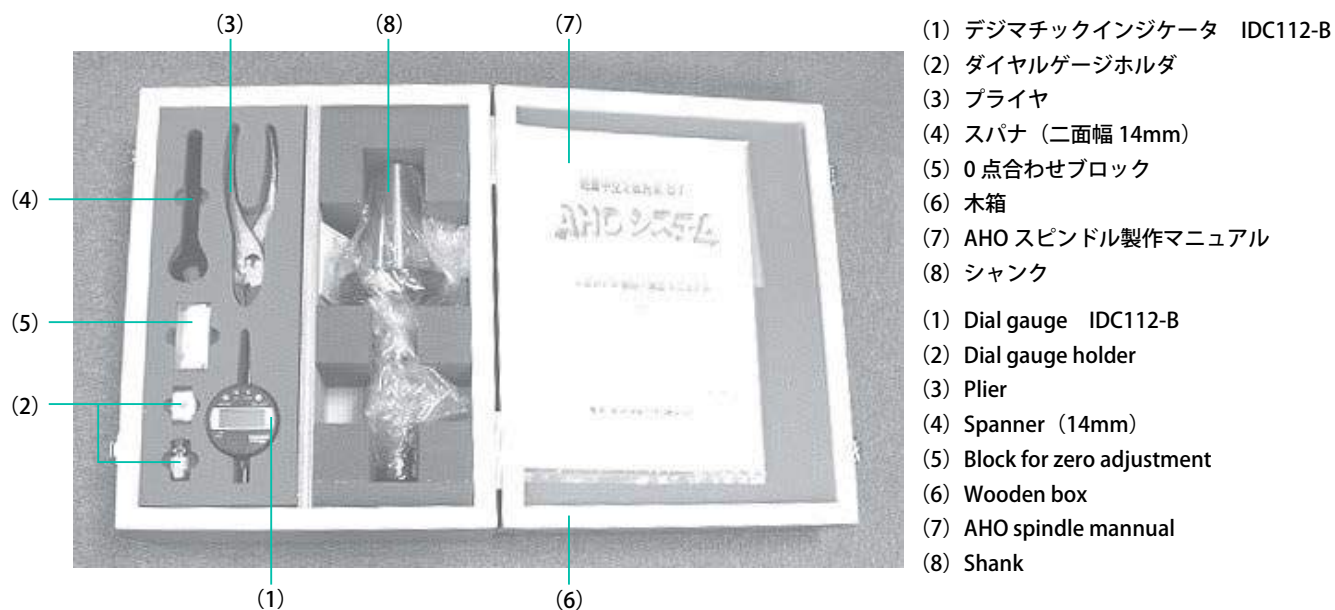 (3)
(8)
(7)
(4)
(5)
(2)
(1)
(6)
AHO システム
(1) デジマチックインジケータ IDC112-B
(2) ダイヤルゲージホルダ
(3) プライヤ
(4) スパナ（二面幅 14mm）
(5) 0 点合わせブロック
(6) 木箱
(7) AHO スピンドル製作マニュアル
(8) シャンク
(1) Dial gauge IDC112-B
(2) Dial gauge holder
(3) Plier
(4) Spanner（14mm）
(5) Block for zero adjustment
(6) Wooden box
(7) AHO spindle mannual
(8) Shank